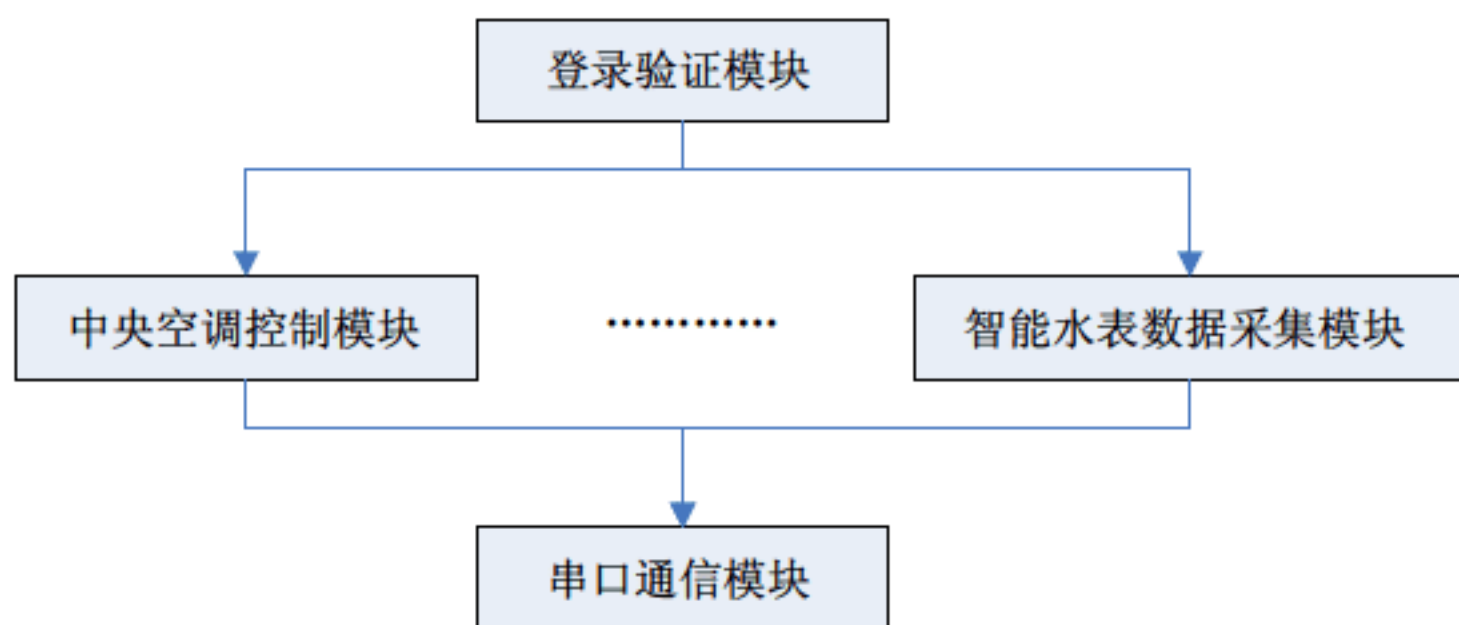 登录验证模块
中央空调控制模块
…………
智能水表数据采集模块
串口通信模块